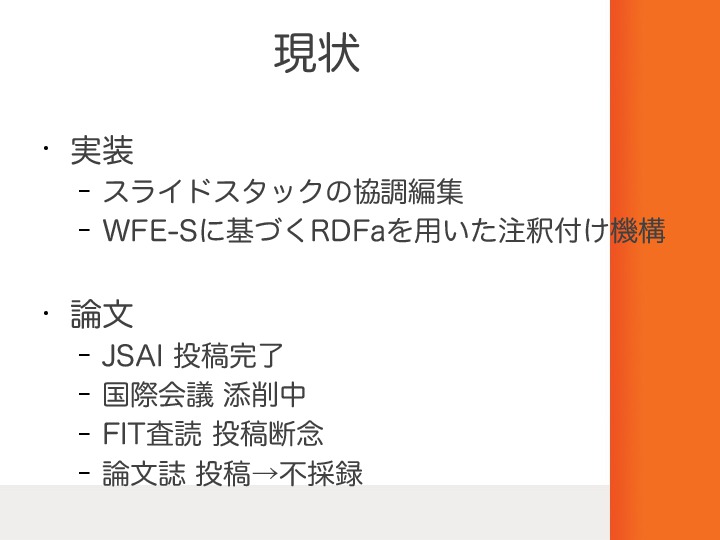 現状
・ 実装
– スライドスタックの協調編集
– WFE-Sに基づくRDFaを用いた注釈付け機構
・ 論文
– JSAI 投稿完了
– 国際会議 添削中
– FIT査読 投稿断念
– 論文誌 投稿→不採録